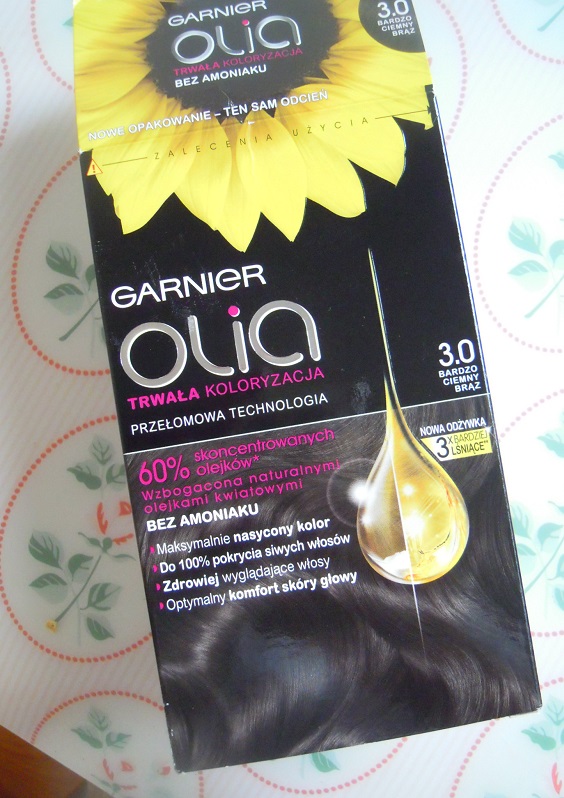 GARNIER
OLIA
TRWAŁA KOLORYZACJA
BEZ AMONIAKU
3.0
BARDZO
CIEMNY
BRĄZ
NOWE OPAKOWANIE – TEN SAM ODCIEŃ
ZALECENIA UŻYCIA
GARNIER
OLIA
TRWAŁA KOLORYZACJA
PRZEŁOMOWA TECHNOLOGIA
3.0
BARDZO
CIEMNY
BRĄZ
60% skoncentrowanych
olejków*
Wzbogacona naturalnymi
olejkami kwiatowymi
BEZ AMONIAKU
Maksymalnie nasycony kolor
Do 100% pokrycia siwych włosów
Zdrowiej wyglądające włosy
Optymalny komfort skóry głowy
NOWA ODŻYWKA
3x BARDZIEJ
LŚNIĄCE**